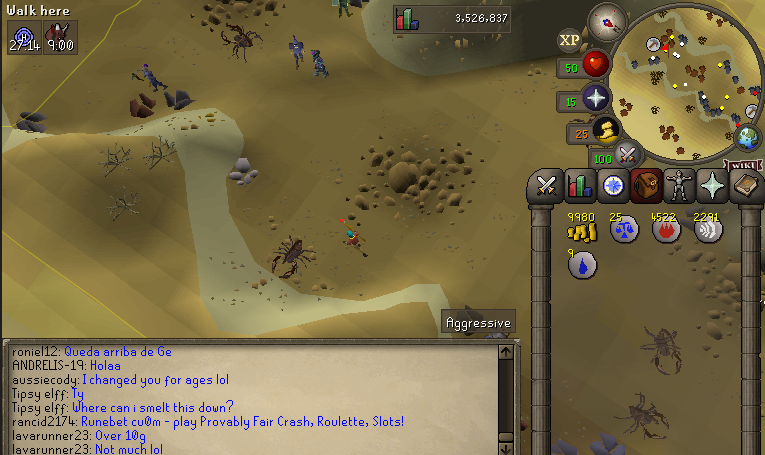 Walk here
3,526,837
27:14 9:00
XP
50
15
25
100
WIKI
9980 25 4522 2291
9
Aggressive
roniel12: Queda arriba de Ge
ANDRELIS-19: Holaa
aussiecody: I changed you for ages lol
Tipsy elff: Ty
Tipsy elff: Where can i smelt this down?
rancid2174: Runebet cu0m - play Provably Fair Crash, Roulette, Slots!
lavarunner23: Over 10g
lavarunner23: Not much lol